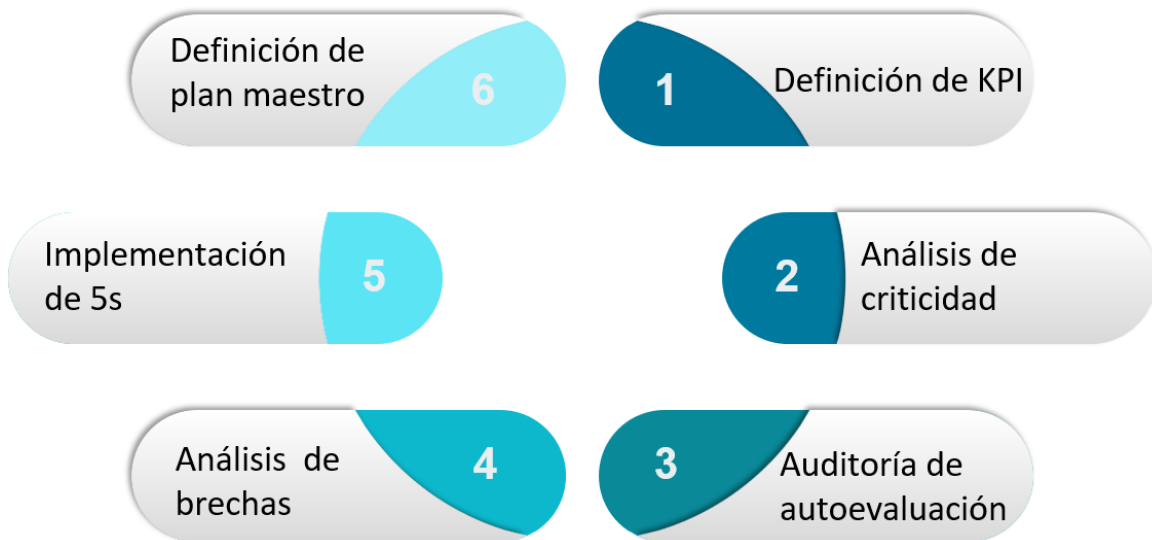 1
Definición de KPI
2
Análisis de
criticidad
3
Auditoría de
autoevaluación
4
Análisis de
brechas
5
Implementación
de 5s
6
Definición de
plan maestro